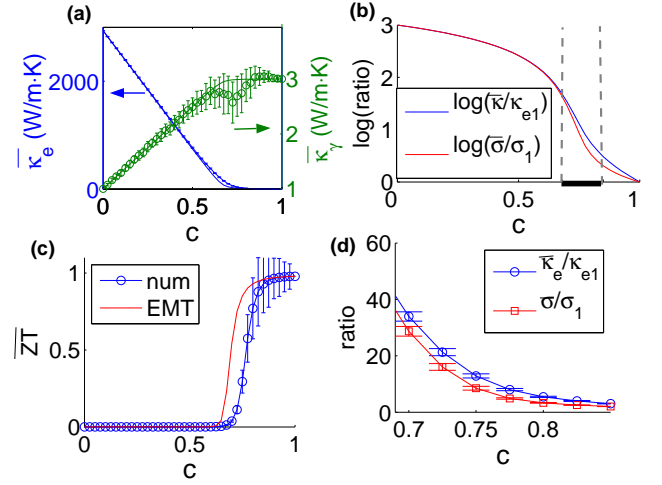 (a)
κ̅e (W/m·K)
2000
0
0
0.5
1
c
3
2
1
κ̅γ (W/m·K)
(b)
log(ratio)
3
2
1
0
0
0.5
1
c
log(κ̅/κe1)
log(σ̅/σ1)
(c)
Z̅T̅
1
0.5
0
0
0.5
1
c
num
EMT
(d)
ratio
60
40
20
0
0.7
0.75
0.8
c
κ̅e/κe1
σ/σ1